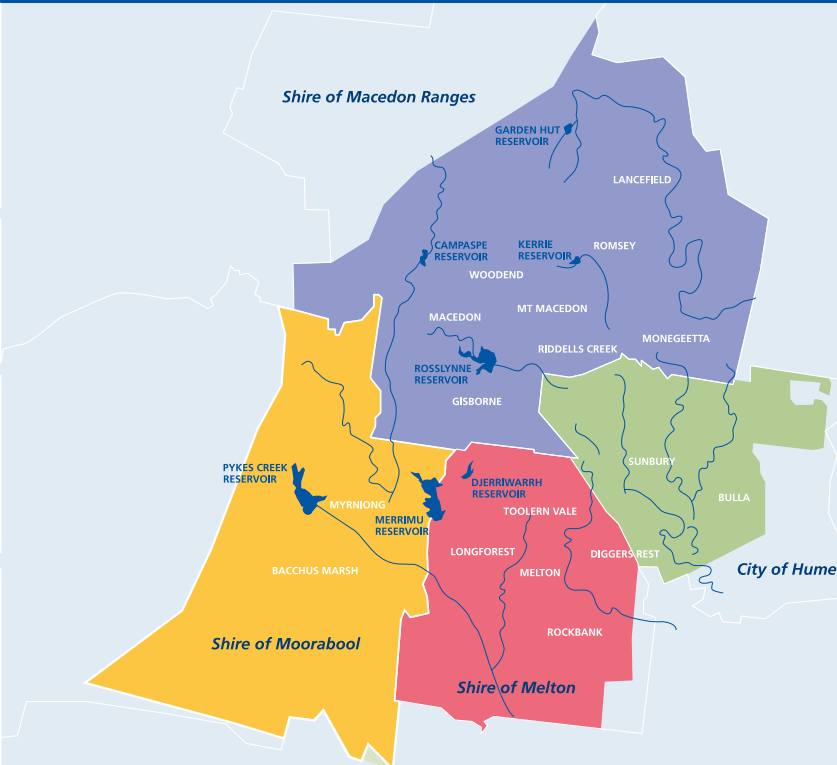 Shire of Macedon Ranges
GARDEN HUT
RESERVOIR
LANCEFIELD
CAMPASPE
RESERVOIR
KERRIE
RESERVOIR
ROMSEY
WOODEND
MT MACEDON
MACEDON
MONEGEETTA
RIDDELLS CREEK
ROSSLYNNE
RESERVOIR
GISBORNE
SUNBURY
PYKES CREEK
RESERVOIR
DJERRIWARRH
RESERVOIR
BULLA
MYRNIONG
TOOLERN VALE
MERRIMU
RESERVOIR
LONGFOREST
DIGGERS REST
BACCHUS MARSH
MELTON
City of Hume
ROCKBANK
Shire of Moorabool
Shire of Melton